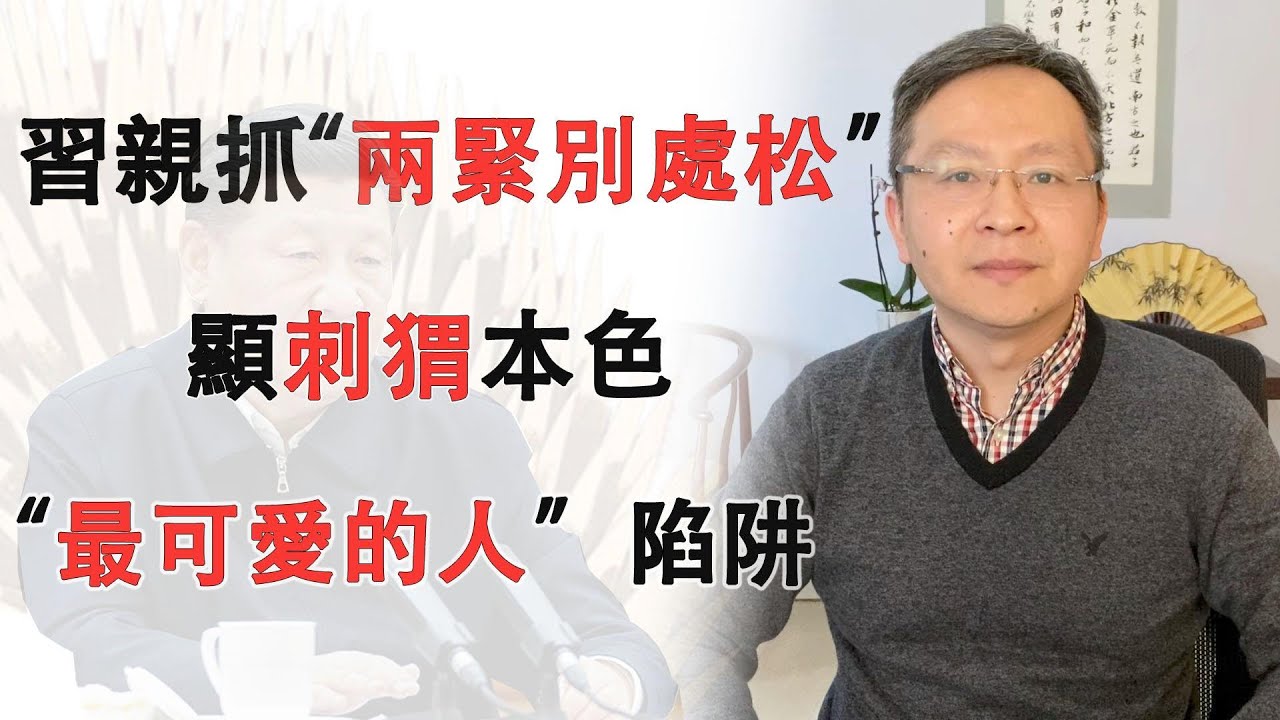 習親抓“兩緊別處松”
顯刺猬本色
“最可愛的人” 陷阱